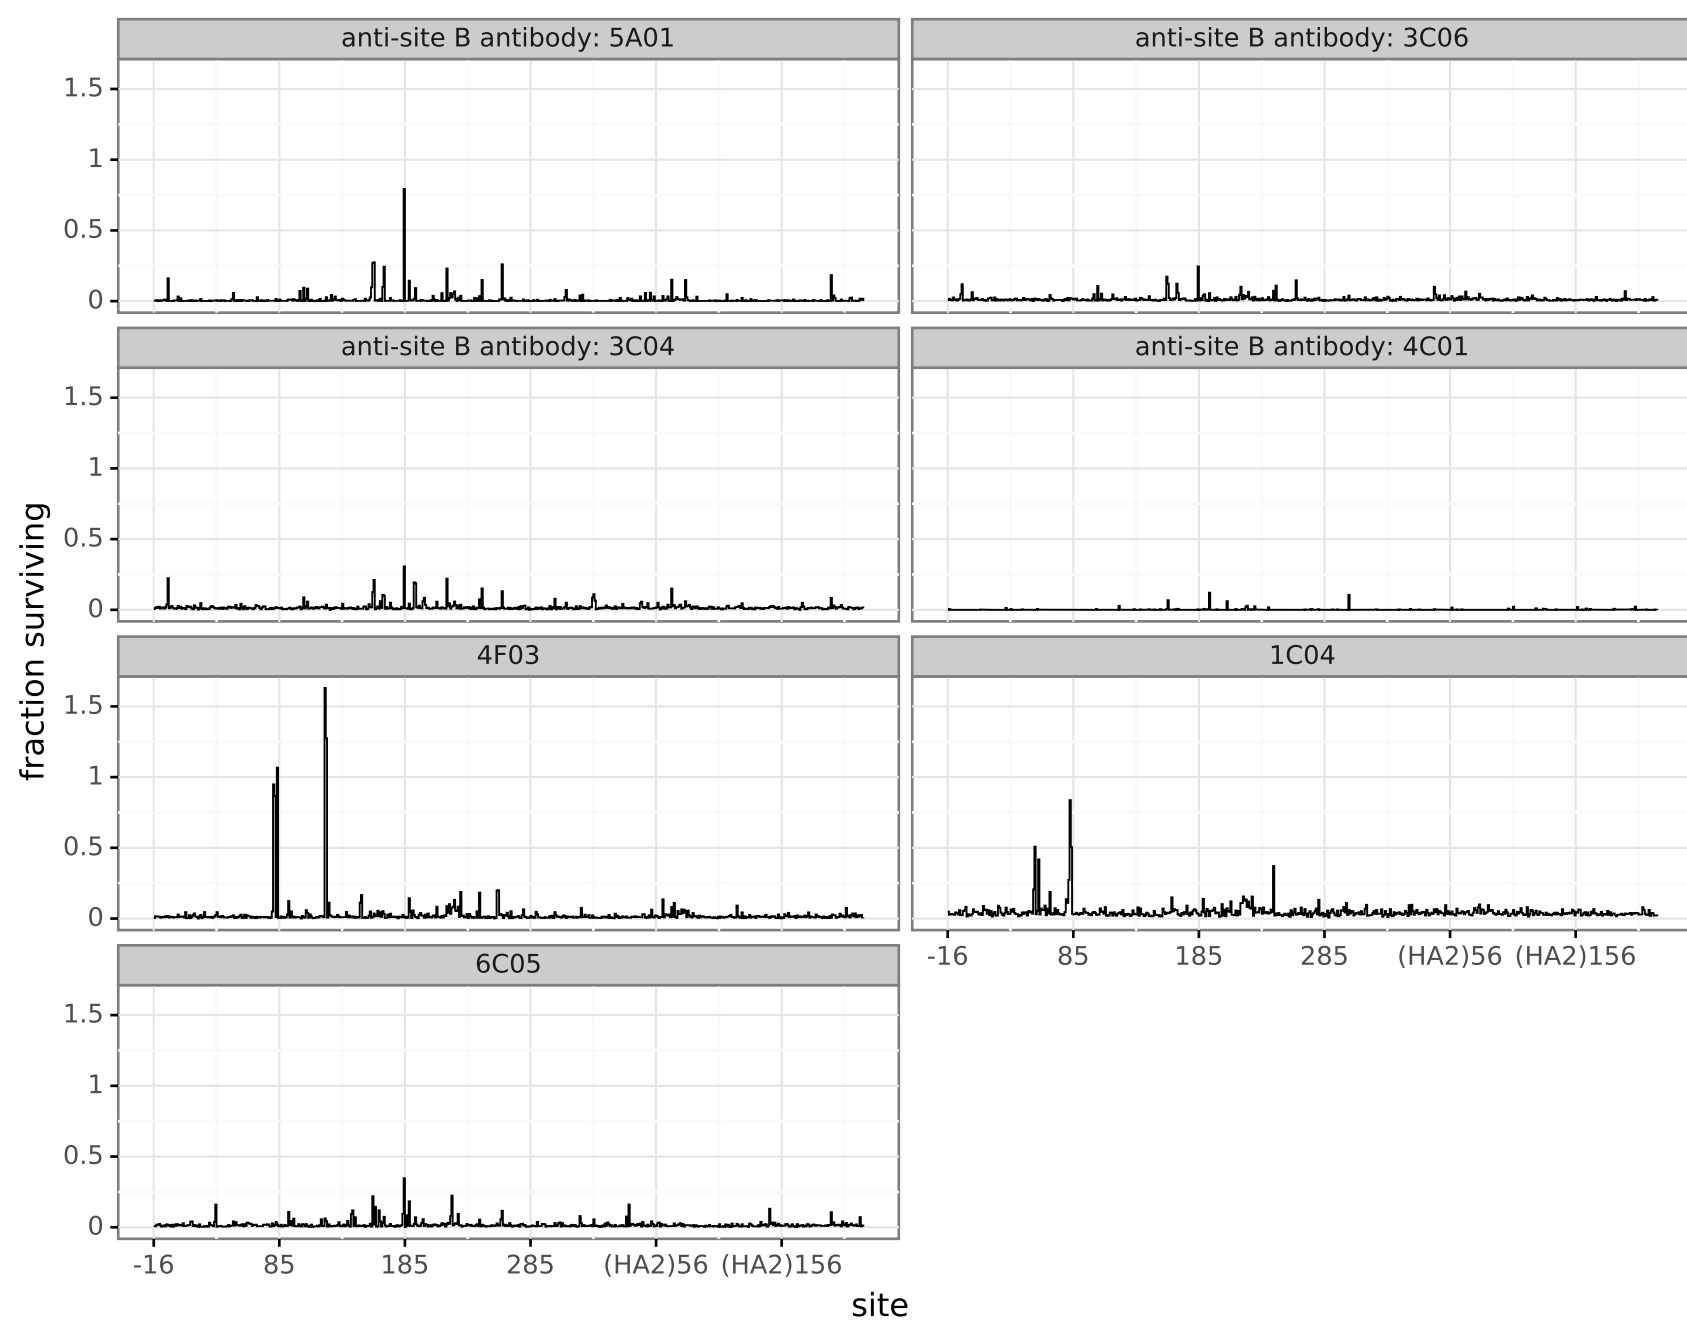 anti-site B antibody: 5A01
anti-site B antibody: 3C06
1.5
1
0.5
0
anti-site B antibody: 3C04
anti-site B antibody: 4C01
1.5
1
0.5
0
4F03
1C04
1.5
1
0.5
0
-16 85 185 285 (HA2)56 (HA2)156
6C05
1.5
1
0.5
0
-16 85 185 285 (HA2)56 (HA2)156
site
fraction surviving